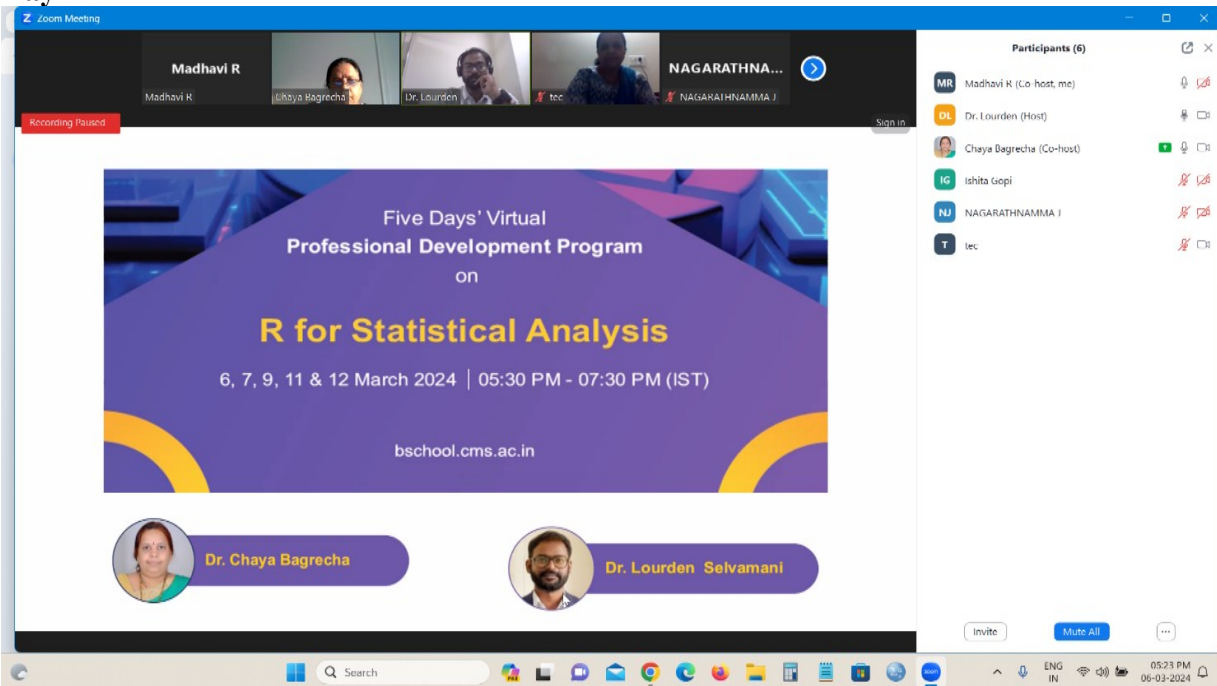 Zoom Meeting
Madhavi R
Madhavi R
Chaya Bagrecha
Dr. Lourden
tec
NAGARATHNA...
NAGARATHNAMMA J
Recording Paused
Sign in
Five Days' Virtual
Professional Development Program
on
R for Statistical Analysis
6, 7, 9, 11 & 12 March 2024 | 05:30 PM - 07:30 PM (IST)
bschool.cms.ac.in
Dr. Chaya Bagrecha
Dr. Lourden Selvamani
Participants (6)
MR Madhavi R (Co-host, me)
DL Dr. Lourden (Host)
Chaya Bagrecha (Co-host)
IG Ishita Gopi
NJ NAGARATHNAMMA J
T tec
Invite
Mute All
Search
ENG
IN
05:23 PM
06-03-2024